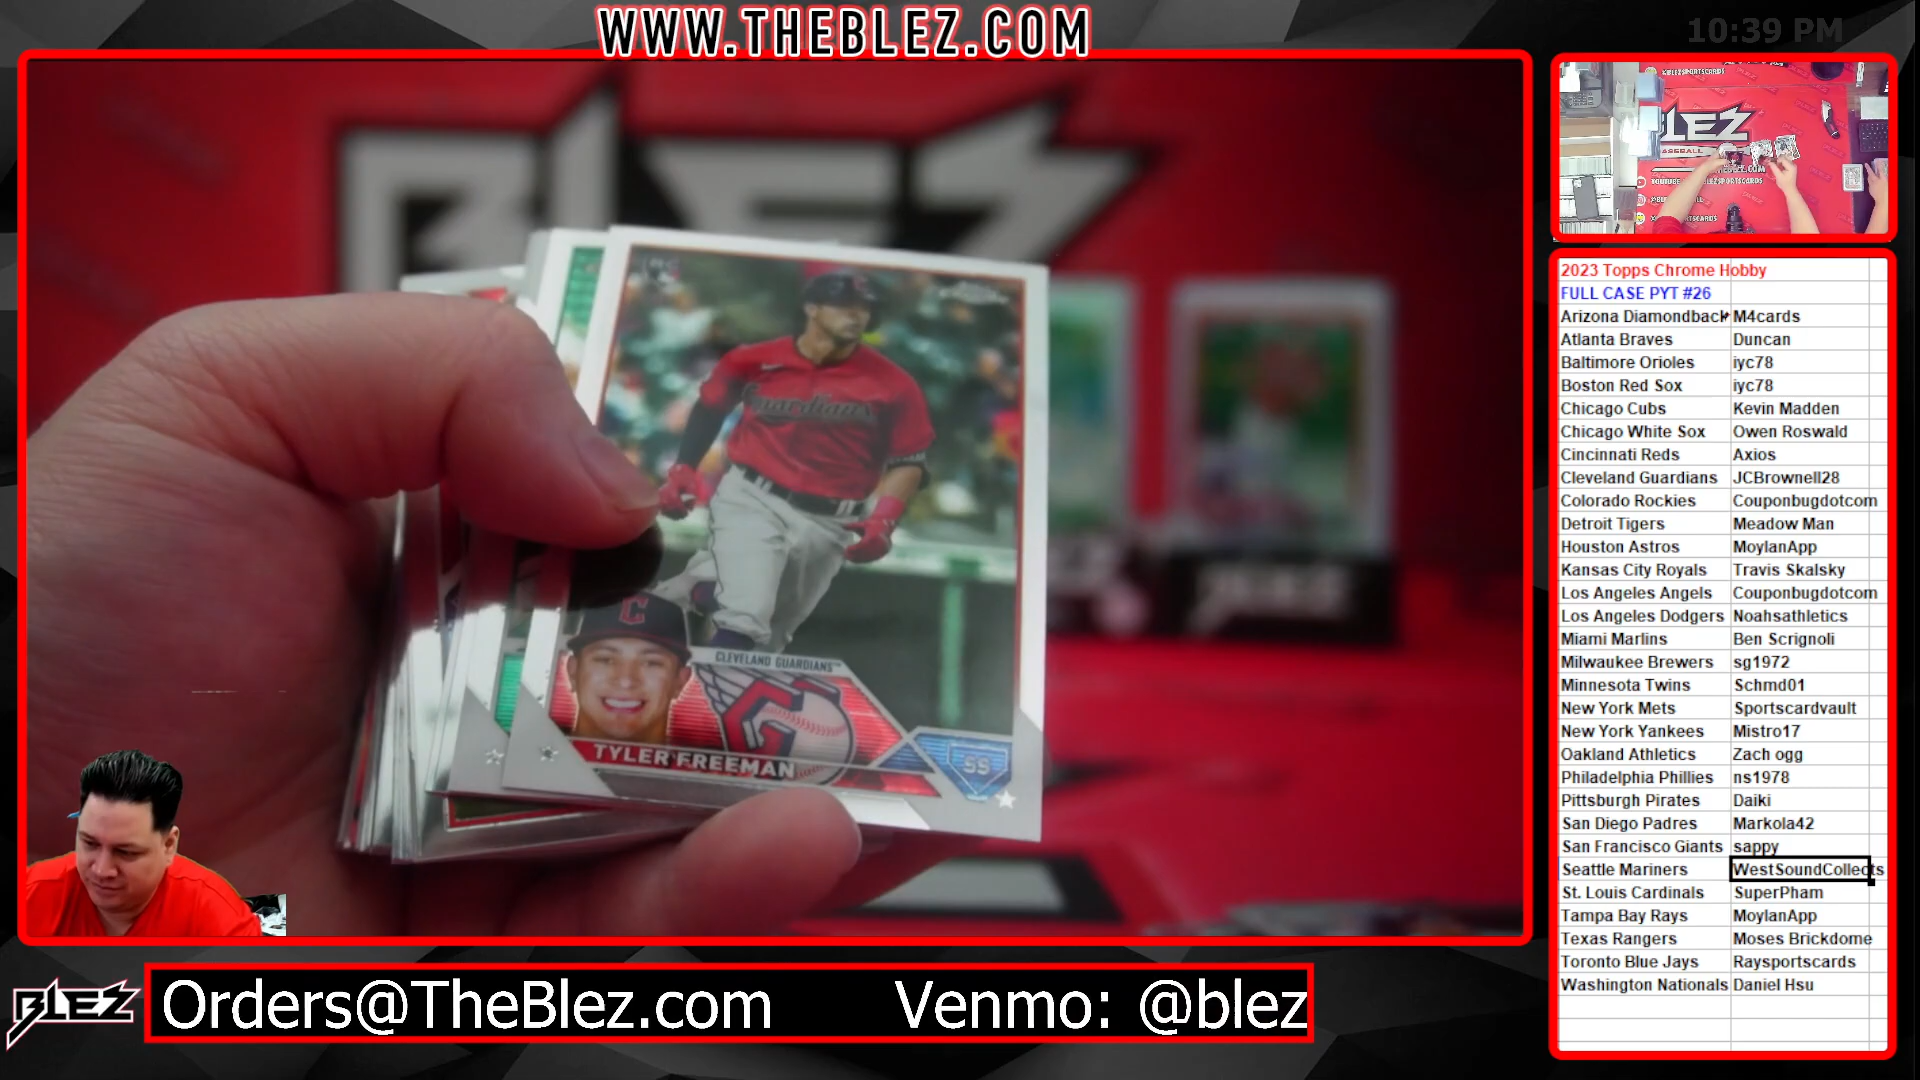 WWW.THEBLEZ.COM
10:39 PM
BLEZ
Guardians
CLEVELAND GUARDIANS™
TYLER FREEMAN
SS
BLEZ
2023 Topps Chrome Hobby
FULL CASE PYT #26
Arizona Diamondback M4cards
Atlanta Braves Duncan
Baltimore Orioles iyc78
Boston Red Sox iyc78
Chicago Cubs Kevin Madden
Chicago White Sox Owen Roswald
Cincinnati Reds Axios
Cleveland Guardians JCBrownell28
Colorado Rockies Couponbugdotcom
Detroit Tigers Meadow Man
Houston Astros MoylanApp
Kansas City Royals Travis Skalsky
Los Angeles Angels Couponbugdotcom
Los Angeles Dodgers Noahsathletics
Miami Marlins Ben Scrignoli
Milwaukee Brewers sg1972
Minnesota Twins Schmd01
New York Mets Sportscardvault
New York Yankees Mistro17
Oakland Athletics Zach ogg
Philadelphia Phillies ns1978
Pittsburgh Pirates Daiki
San Diego Padres Markola42
San Francisco Giants sappy
Seattle Mariners WestSoundCollects
St. Louis Cardinals SuperPham
Tampa Bay Rays MoylanApp
Texas Rangers Moses Brickdome
Toronto Blue Jays Raysportscards
Washington Nationals Daniel Hsu
BLEZ
Orders@TheBlez.com Venmo: @blez